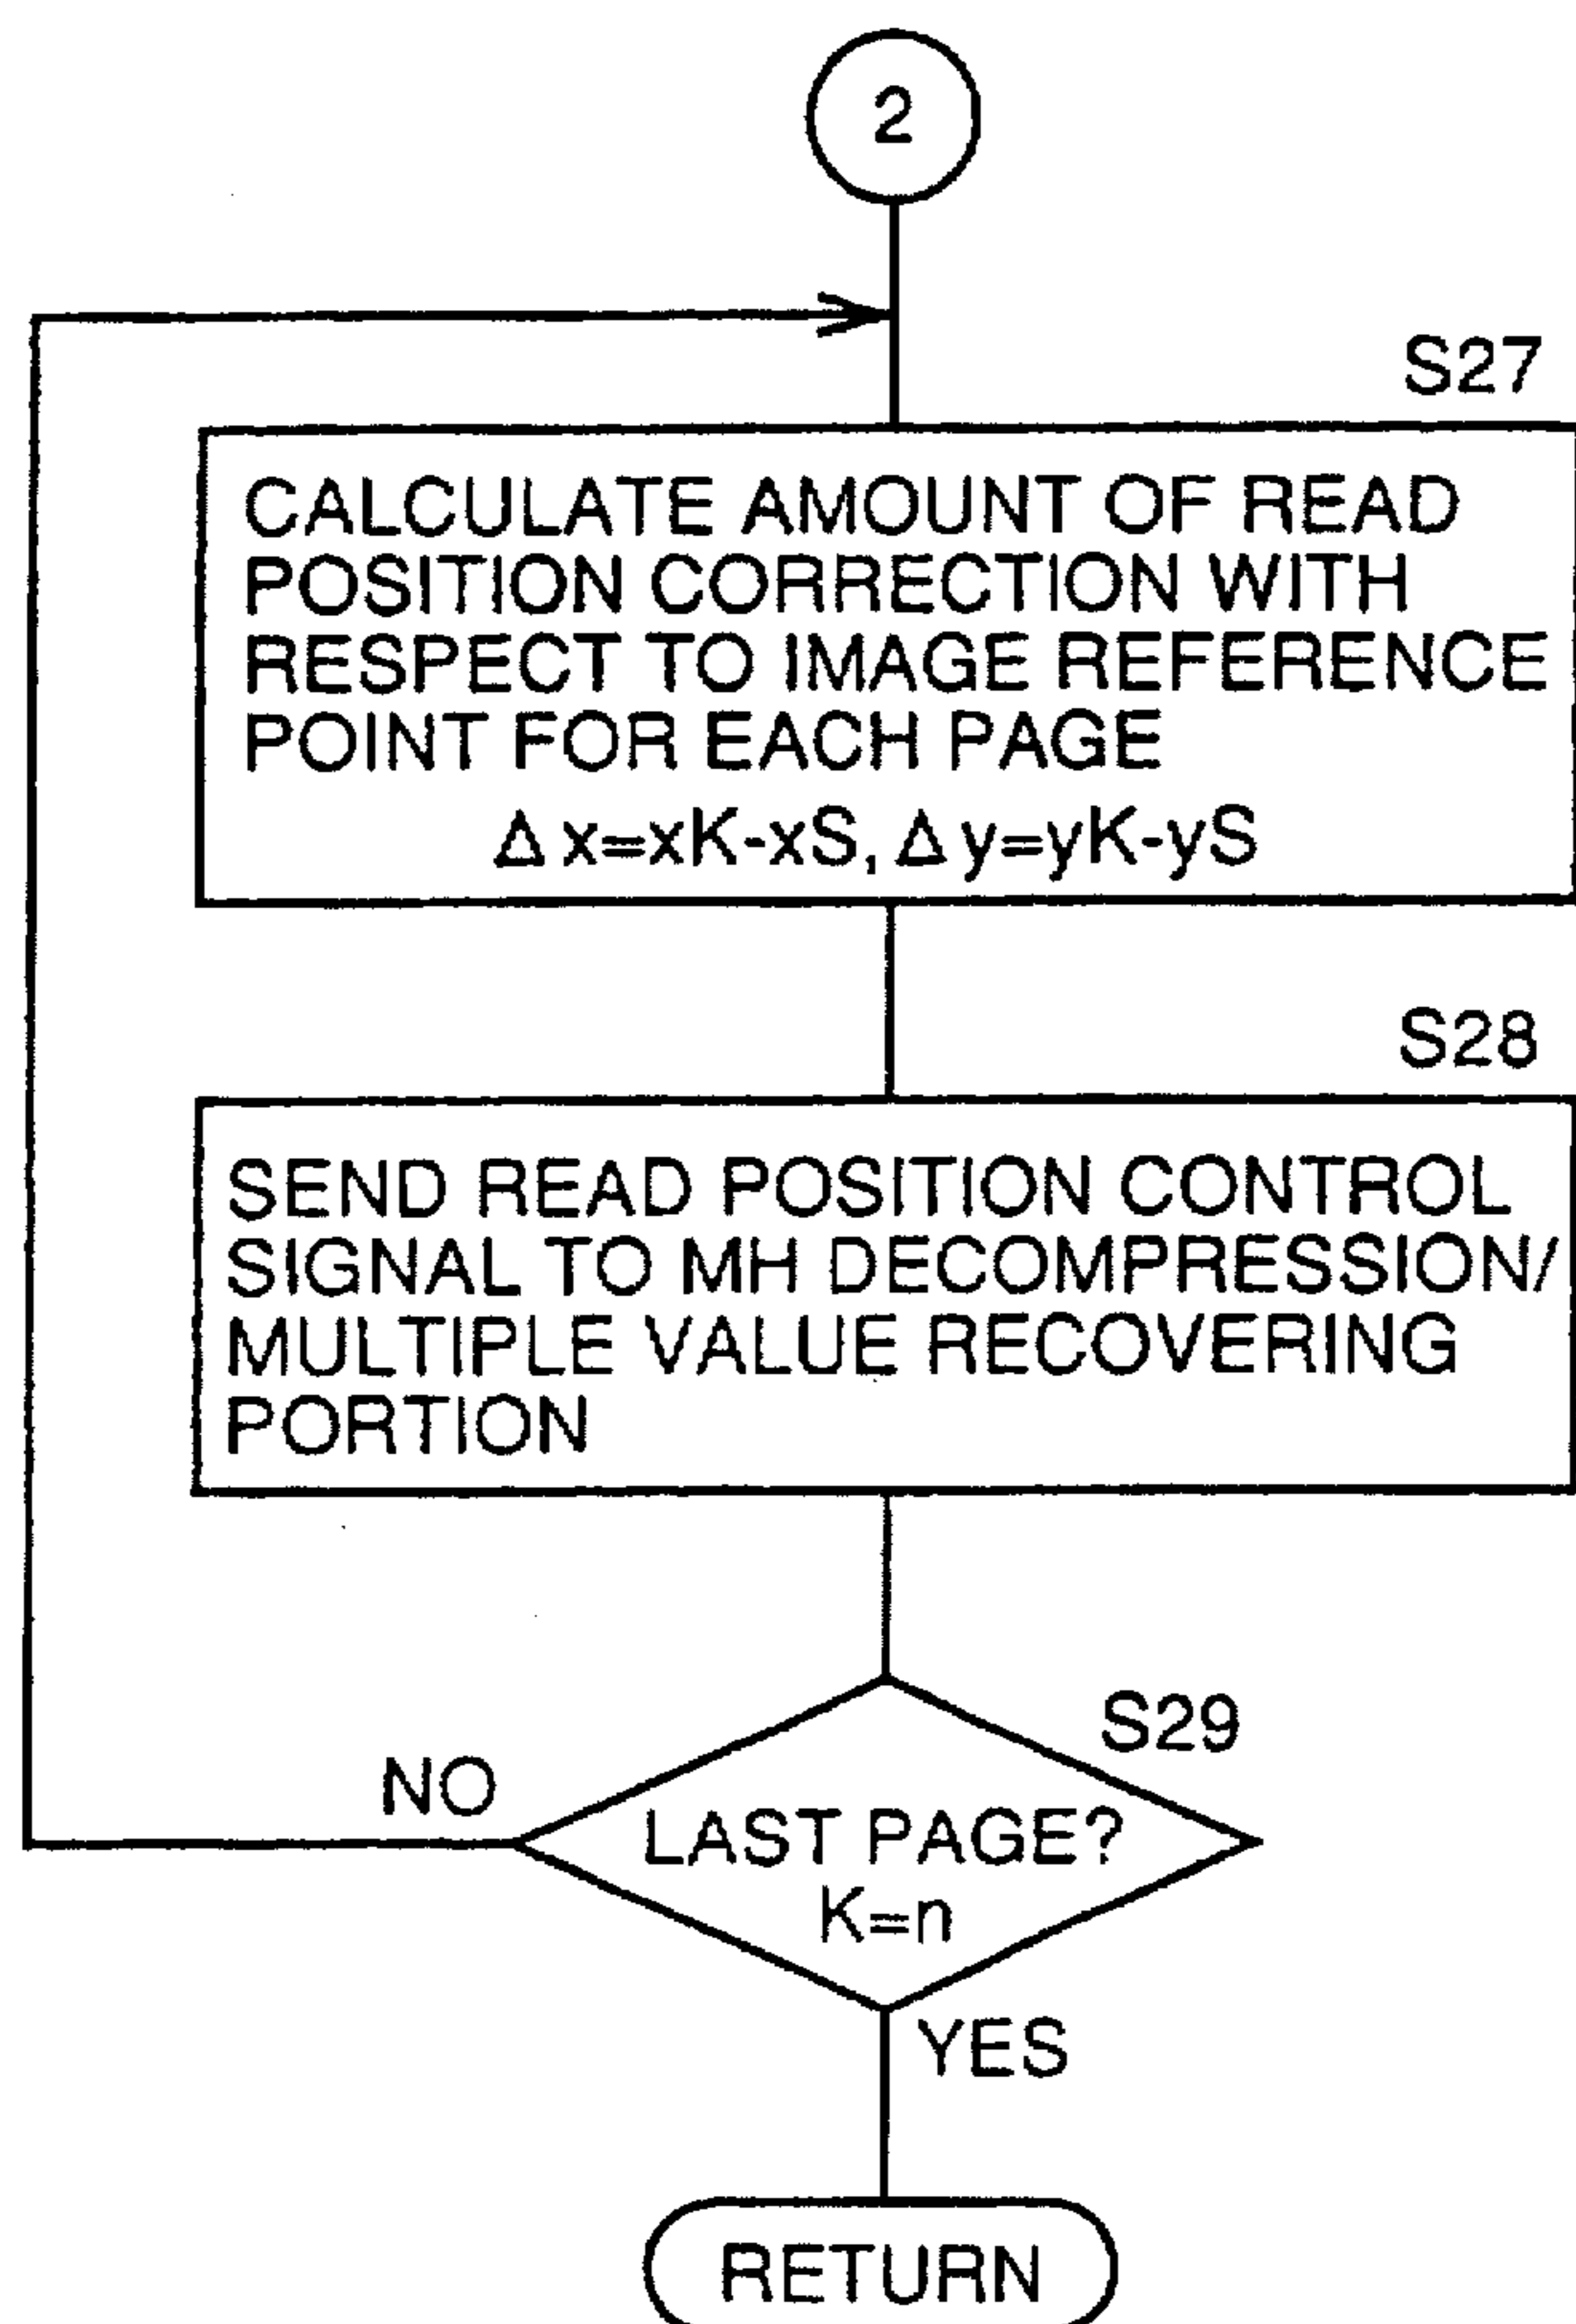 2
S27
CALCULATE AMOUNT OF READ
POSITION CORRECTION WITH
RESPECT TO IMAGE REFERENCE
POINT FOR EACH PAGE
Δx=xK-xS, Δy=yK-yS
S28
SEND READ POSITION CONTROL
SIGNAL TO MH DECOMPRESSION/
MULTIPLE VALUE RECOVERING
PORTION
S29
NO
LAST PAGE?
K=n
YES
RETURN